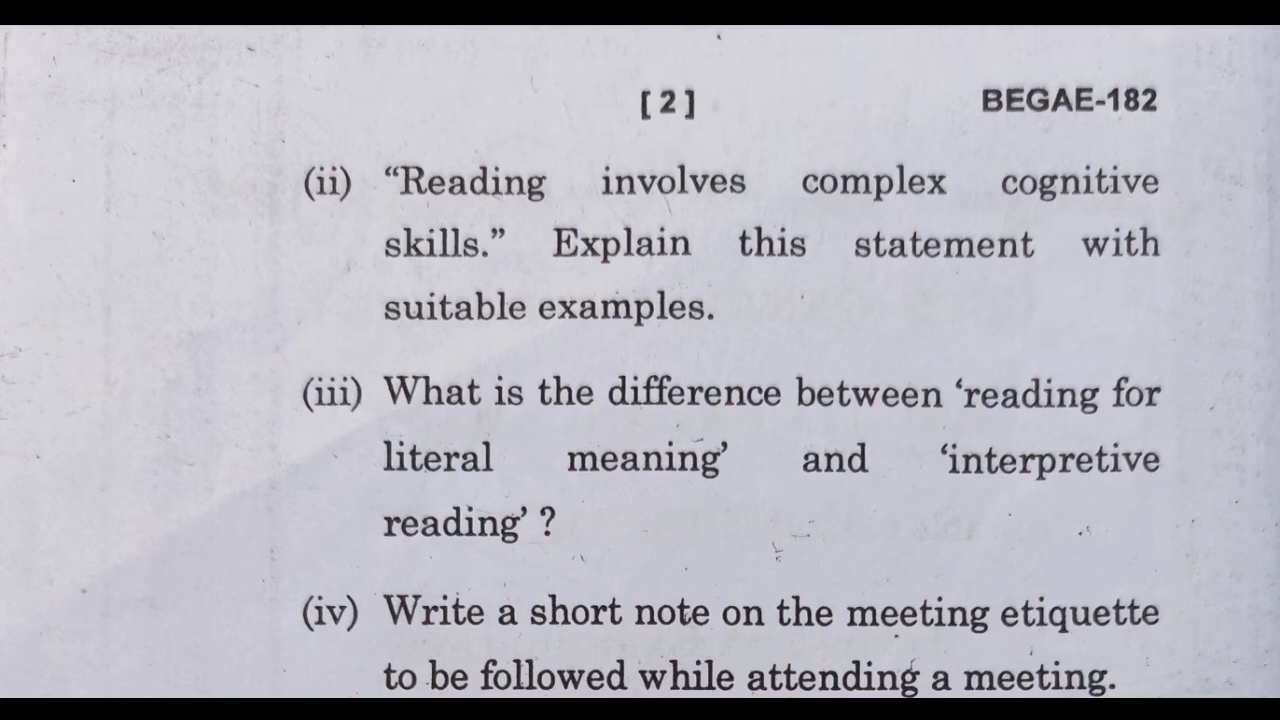 [ 2 ] BEGAE-182
(ii) “Reading involves complex cognitive
skills.” Explain this statement with
suitable examples.
(iii) What is the difference between ‘reading for
literal meaning’ and ‘interpretive
reading’ ?
(iv) Write a short note on the meeting etiquette
to be followed while attending a meeting.